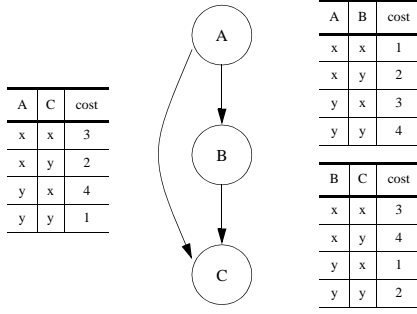 A
B
C
A C cost
x x 3
x y 2
y x 4
y y 1
A B cost
x x 1
x y 2
y x 3
y y 4
B C cost
x x 3
x y 4
y x 1
y y 2